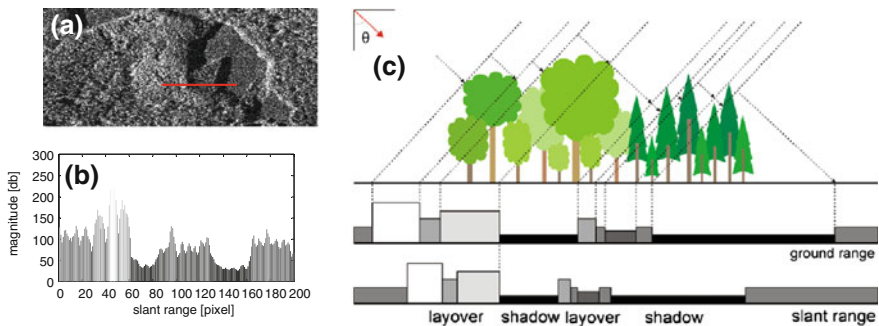 (a)
(b)
300
250
200
150
100
50
0
magnitude [db]
0 20 40 60 80 100 120 140 160 180 200
slant range [pixel]
θ
(c)
ground range
layover shadow layover shadow slant range